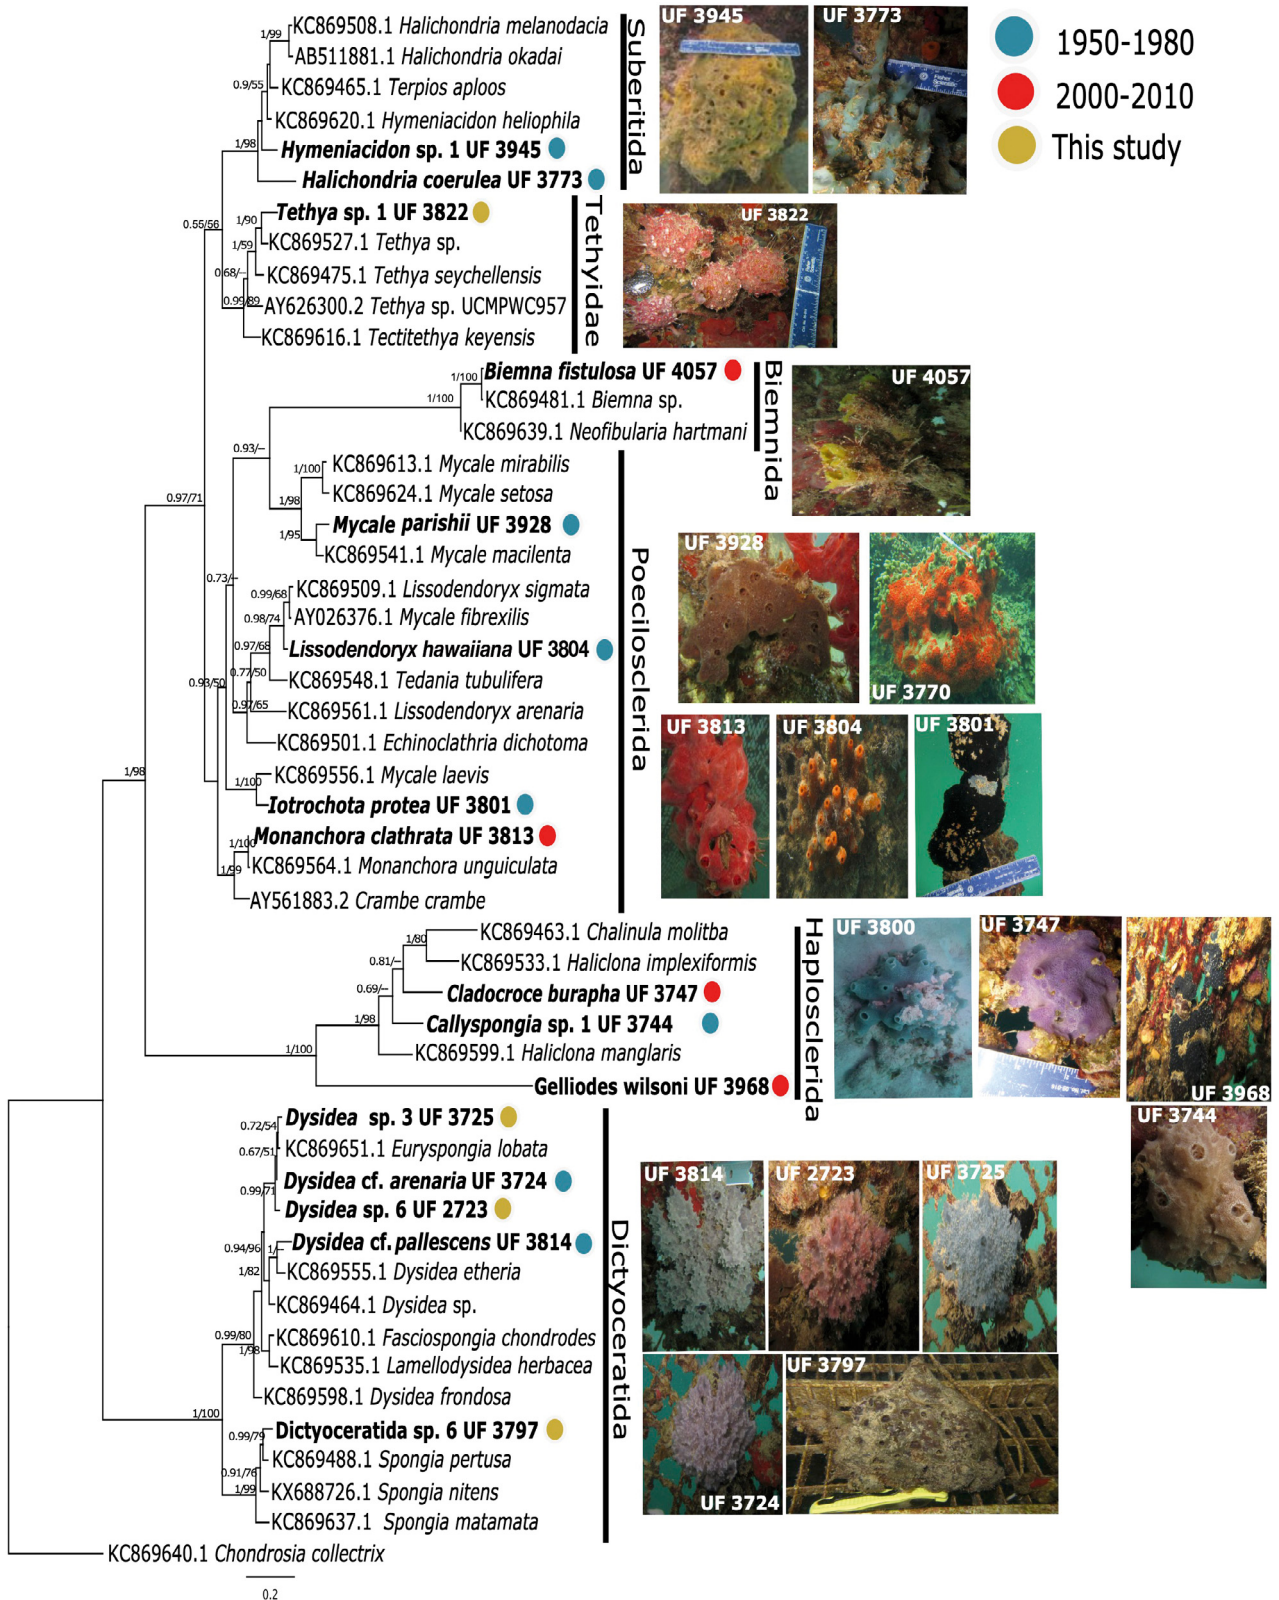 KC869508.1 Halichondria melanodacia
1/99
AB511881.1 Halichondria okadai
0.9/55
KC869465.1 Terpios aploos
KC869620.1 Hymeniacidon heliophila
1/98
Hymeniacidon sp. 1 UF 3945
Halichondria coerulea UF 3773
Suberitida
0.55/56
1/90
Tethya sp. 1 UF 3822
1/59
KC869527.1 Tethya sp.
0.68/--
KC869475.1 Tethya seychellensis
0.99/89
AY626300.2 Tethya sp. UCMPWC957
KC869616.1 Tectitethya keyensis
Tethyidae
1/100
Biemna fistulosa UF 4057
1/100
KC869481.1 Biemna sp.
KC869639.1 Neofibularia hartmani
Biemnida
0.93/--
1/100
KC869613.1 Mycale mirabilis
0.97/71
1/98
KC869624.1 Mycale setosa
1/95
Mycale parishii UF 3928
KC869541.1 Mycale macilenta
0.73/--
0.99/68
KC869509.1 Lissodendoryx sigmata
0.98/74
AY026376.1 Mycale fibrexilis
0.97/68
Lissodendoryx hawaiiana UF 3804
0.77/50
0.93/50
KC869548.1 Tedania tubulifera
0.97/65
KC869561.1 Lissodendoryx arenaria
KC869501.1 Echinoclathria dichotoma
1/98
1/100
KC869556.1 Mycale laevis
Iotrochota protea UF 3801
1/100
Monanchora clathrata UF 3813
1/99
KC869564.1 Monanchora unguiculata
AY561883.2 Crambe crambe
Poecilosclerida
1/80
KC869463.1 Chalinula molitba
0.81/--
KC869533.1 Haliclona implexiformis
0.69/--
Cladocroce burapha UF 3747
1/98
Callyspongia sp. 1 UF 3744
1/100
KC869599.1 Haliclona manglaris
Gelliodes wilsoni UF 3968
Haplosclerida
0.72/54
Dysidea sp. 3 UF 3725
0.67/51
KC869651.1 Euryspongia lobata
0.99/71
Dysidea cf. arenaria UF 3724
Dysidea sp. 6 UF 2723
0.94/96
1/--
Dysidea cf. pallescens UF 3814
1/82
KC869555.1 Dysidea etheria
KC869464.1 Dysidea sp.
0.99/80
1/98
KC869610.1 Fasciospongia chondrodes
KC869535.1 Lamellodysidea herbacea
KC869598.1 Dysidea frondosa
1/100
0.99/79
Dictyoceratida sp. 6 UF 3797
0.91/76
KC869488.1 Spongia pertusa
1/99
KX688726.1 Spongia nitens
KC869637.1 Spongia matamata
Dictyoceratida
KC869640.1 Chondrosia collectrix
0.2
UF 3945
UF 3773
Fisher
Scientific
1950-1980
2000-2010
This study
UF 3822
UF 4057
UF 3928
UF 3770
UF 3813
UF 3804
UF 3801
UF 3800
UF 3747
UF 3968
UF 3744
UF 3814
UF 2723
UF 3725
UF 3724
UF 3797